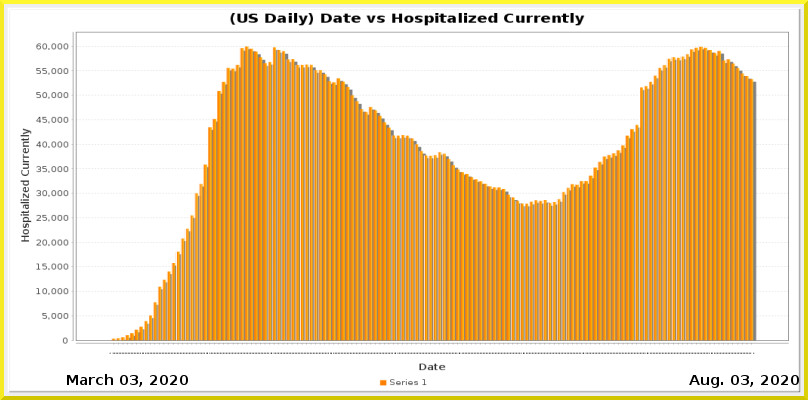 (US Daily) Date vs Hospitalized Currently
Hospitalized Currently
60,000
55,000
50,000
45,000
40,000
35,000
30,000
25,000
20,000
15,000
10,000
5,000
0
Date
March 03, 2020
Aug. 03, 2020
Series 1